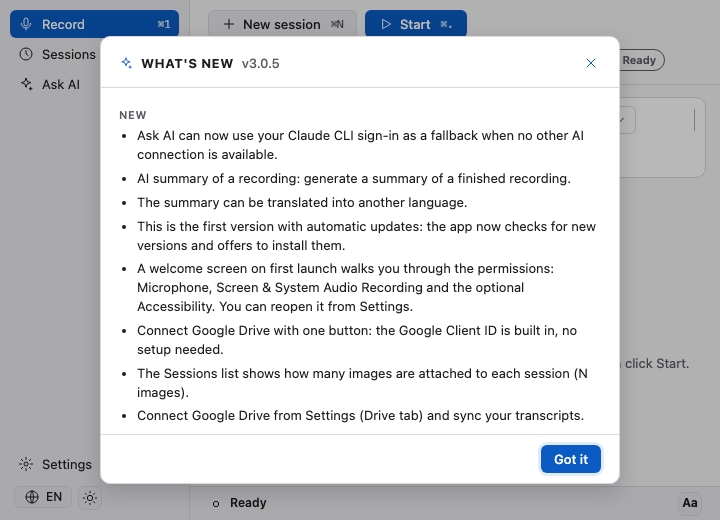 Record ⌘1
New session ⌘N
Start ⌘.
Sessions
Ask AI
Ready
WHAT'S NEW v3.0.5
NEW
• Ask AI can now use your Claude CLI sign-in as a fallback when no other AI
connection is available.
• AI summary of a recording: generate a summary of a finished recording.
• The summary can be translated into another language.
• This is the first version with automatic updates: the app now checks for new
versions and offers to install them.
• A welcome screen on first launch walks you through the permissions:
Microphone, Screen & System Audio Recording and the optional
Accessibility. You can reopen it from Settings.
• Connect Google Drive with one button: the Google Client ID is built in, no
setup needed.
• The Sessions list shows how many images are attached to each session (N
images).
• Connect Google Drive from Settings (Drive tab) and sync your transcripts.
click Start.
Got it
Settings
EN
Ready
Aa